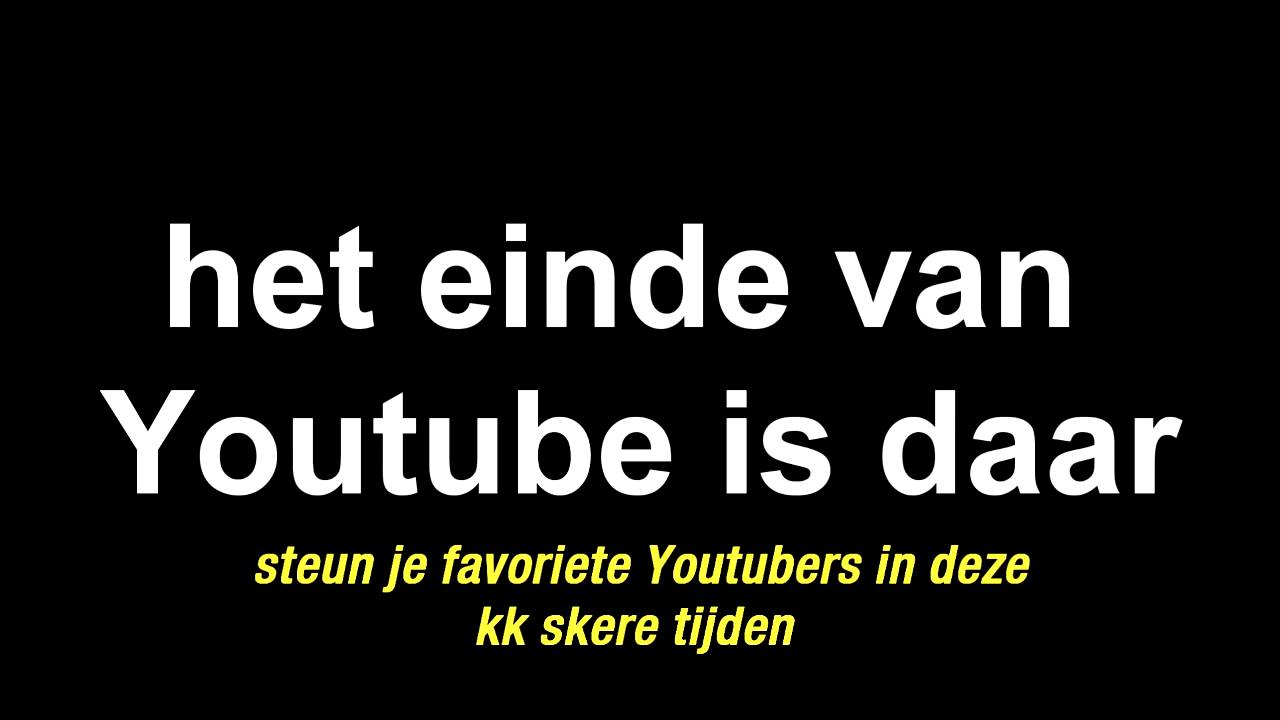 het einde van
Youtube is daar
steun je favoriete Youtubers in deze
kk skere tijden